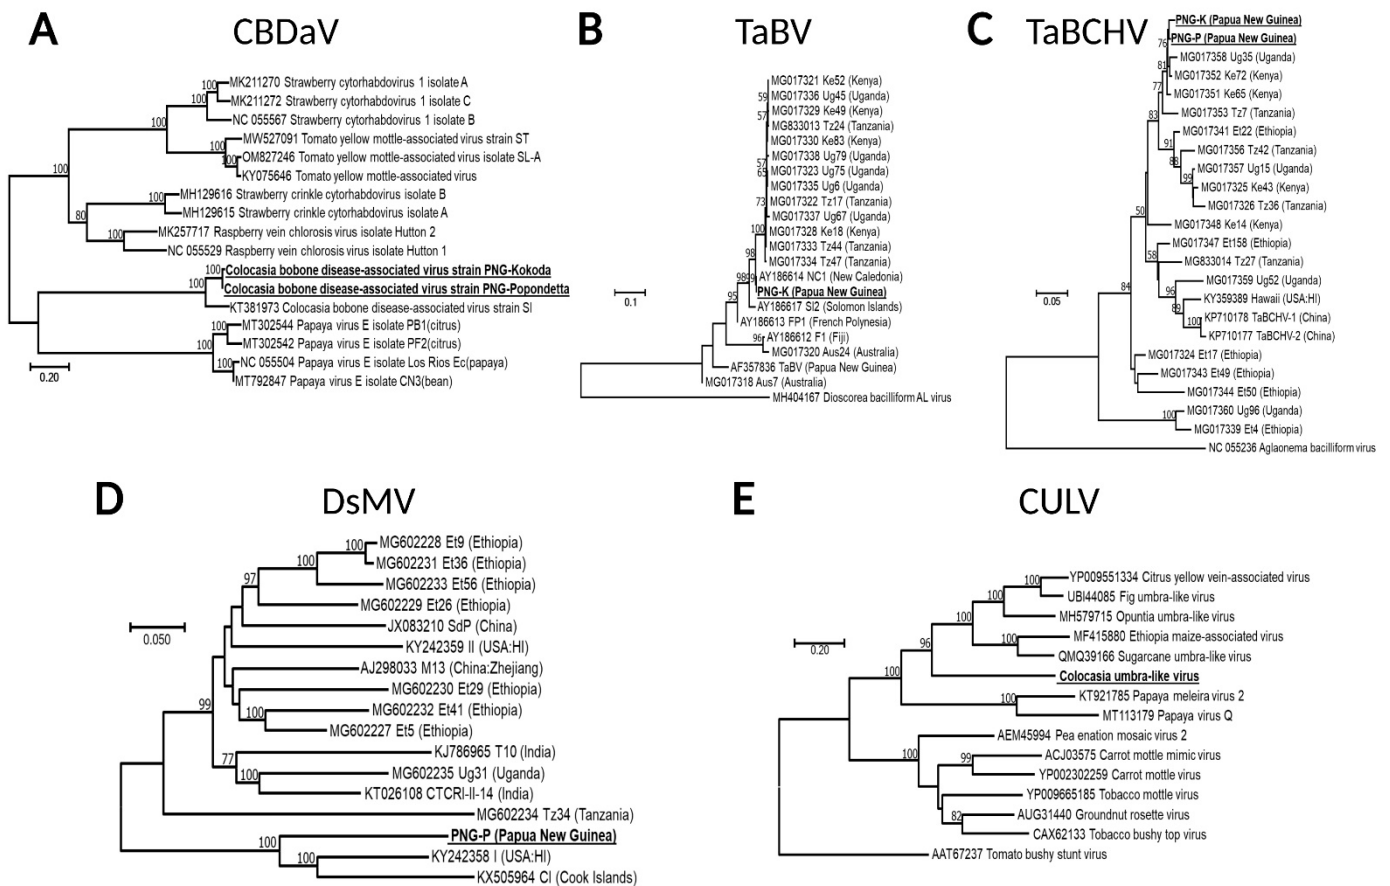 A
CBDaV
MK211270 Strawberry cytorhabdovirus 1 isolate A
100
MK211272 Strawberry cytorhabdovirus 1 isolate C
100
NC 055567 Strawberry cytorhabdovirus 1 isolate B
100
MW527091 Tomato yellow mottle-associated virus strain ST
100
OM827246 Tomato yellow mottle-associated virus isolate SL-A
100
KY075646 Tomato yellow mottle-associated virus
100
MH129616 Strawberry crinkle cytorhabdovirus isolate B
100
MH129615 Strawberry crinkle cytorhabdovirus isolate A
80
MK257717 Raspberry vein chlorosis virus isolate Hutton 2
100
NC 055529 Raspberry vein chlorosis virus isolate Hutton 1
Colocasia bobone disease-associated virus strain PNG-Kokoda
100
Colocasia bobone disease-associated virus strain PNG-Popondetta
100
KT381973 Colocasia bobone disease-associated virus strain SI
MT302544 Papaya virus E isolate PB1(citrus)
100
MT302542 Papaya virus E isolate PF2(citrus)
NC 055504 Papaya virus E isolate Los Rios Ec(papaya)
100
MT792847 Papaya virus E isolate CN3(bean)
0.20
B
TaBV
MG017321 Ke52 (Kenya)
59
MG017336 Ug45 (Uganda)
MG017329 Ke49 (Kenya)
57
MG833013 Tz24 (Tanzania)
MG017330 Ke83 (Kenya)
MG017338 Ug79 (Uganda)
57
MG017323 Ug75 (Uganda)
65
MG017335 Ug6 (Uganda)
MG017322 Tz17 (Tanzania)
73
MG017337 Ug67 (Uganda)
MG017328 Ke18 (Kenya)
100
MG017333 Tz44 (Tanzania)
MG017334 Tz47 (Tanzania)
98
AY186614 NC1 (New Caledonia)
98
PNG-K (Papua New Guinea)
95
AY186617 SI2 (Solomon Islands)
AY186613 FP1 (French Polynesia)
AY186612 F1 (Fiji)
96
MG017320 Aus24 (Australia)
AF357836 TaBV (Papua New Guinea)
MG017318 Aus7 (Australia)
MH404167 Dioscorea bacilliform AL virus
0.1
C
TaBCHV
PNG-K (Papua New Guinea)
PNG-P (Papua New Guinea)
76
MG017358 Ug35 (Uganda)
81
MG017352 Ke72 (Kenya)
77
MG017351 Ke65 (Kenya)
MG017353 Tz7 (Tanzania)
83
MG017341 Et22 (Ethiopia)
91
MG017356 Tz42 (Tanzania)
88
MG017357 Ug15 (Uganda)
99
MG017325 Ke43 (Kenya)
MG017326 Tz36 (Tanzania)
50
MG017348 Ke14 (Kenya)
MG017347 Et158 (Ethiopia)
58
MG833014 Tz27 (Tanzania)
MG017359 Ug52 (Uganda)
96
KY359389 Hawaii (USA:HI)
89
KP710178 TaBCHV-1 (China)
100
KP710177 TaBCHV-2 (China)
84
MG017324 Et17 (Ethiopia)
MG017343 Et49 (Ethiopia)
MG017344 Et50 (Ethiopia)
MG017360 Ug96 (Uganda)
100
MG017339 Et4 (Ethiopia)
NC 055236 Aglaonema bacilliform virus
0.05
D
DsMV
MG602228 Et9 (Ethiopia)
100
MG602231 Et36 (Ethiopia)
100
MG602233 Et56 (Ethiopia)
97
MG602229 Et26 (Ethiopia)
JX083210 SdP (China)
KY242359 II (USA:HI)
AJ298033 M13 (China:Zhejiang)
MG602230 Et29 (Ethiopia)
99
MG602232 Et41 (Ethiopia)
100
MG602227 Et5 (Ethiopia)
KJ786965 T10 (India)
77
MG602235 Ug31 (Uganda)
100
KT026108 CTCRI-II-14 (India)
MG602234 Tz34 (Tanzania)
PNG-P (Papua New Guinea)
100
KY242358 I (USA:HI)
100
KX505964 CI (Cook Islands)
0.050
E
CULV
YP009551334 Citrus yellow vein-associated virus
100
UBI44085 Fig umbra-like virus
100
MH579715 Opuntia umbra-like virus
100
MF415880 Ethiopia maize-associated virus
100
QMQ39166 Sugarcane umbra-like virus
96
Colocasia umbra-like virus
100
KT921785 Papaya meleira virus 2
100
MT113179 Papaya virus Q
AEM45994 Pea enation mosaic virus 2
100
ACJ03575 Carrot mottle mimic virus
99
YP002302259 Carrot mottle virus
YP009665185 Tobacco mottle virus
AUG31440 Groundnut rosette virus
82
CAX62133 Tobacco bushy top virus
AAT67237 Tomato bushy stunt virus
0.20